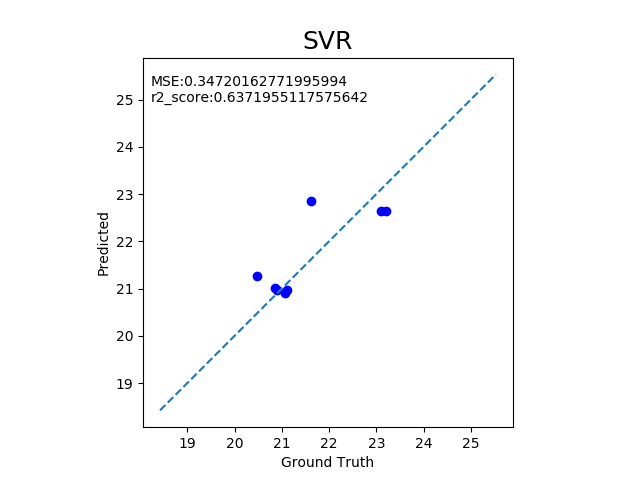 SVR
MSE:0.34720162771995994
r2_score:0.6371955117575642
25
24
23
22
21
20
19
Predicted
19 20 21 22 23 24 25
Ground Truth